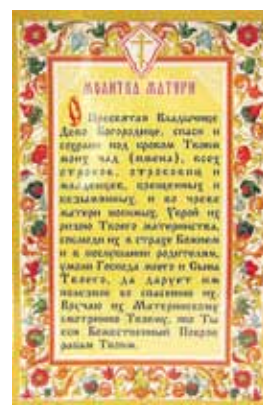 МОЛИТВА МАТЕРИ
О Пресвятая Владычице
Дево Богородице, спаси и
сохрани под кровом Твоим
моих чад (имена), всех
отроков, отроковиц и
младенцев, крещенных и
безымянных, и во чреве
матери носимых. Укрой их
ризою Твоего материнства,
соблюди их в страхе Божием
и в послушании родителям,
умоли Господа моего и Сына
Твоего, да дарует им
полезное ко спасению их.
Вручаю их Материнскому
смотрению Твоему, яко Ты
еси Божественный Покров
рабам Твоим.